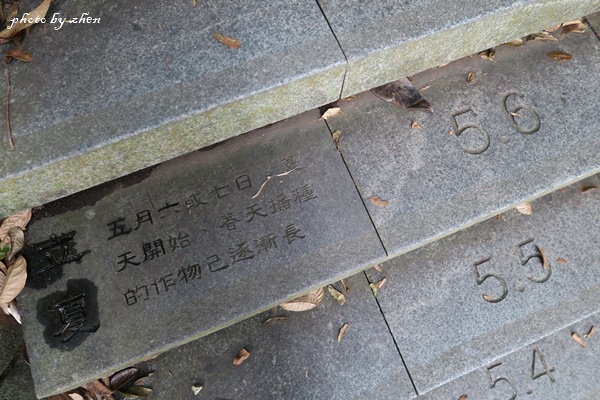 photo by zhen
立夏
五月六或七日 夏
天開始 春天播種
的作物已逐漸長
5.6
5.5
5.4